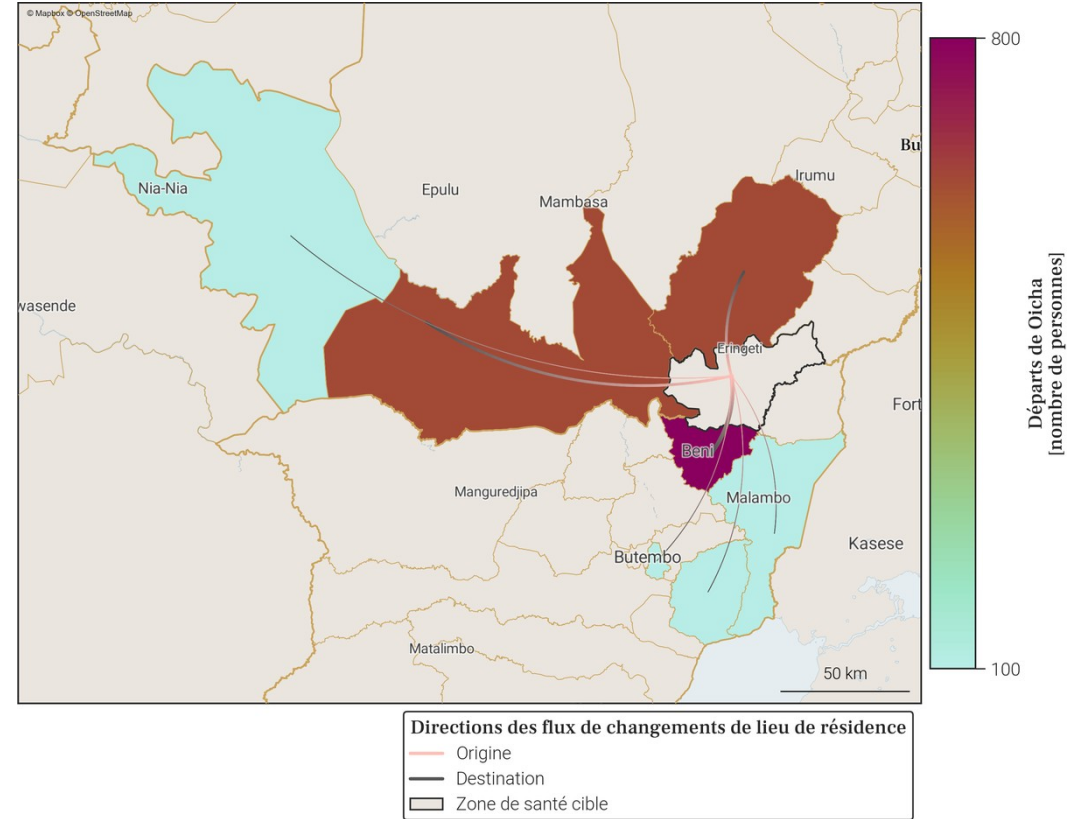 © Mapbox © OpenStreetMap
800
Bu
Irumu
Nia-Nia
Epulu
Mambasa
wasende
Eringeti
Départs de Oicha
[nombre de personnes]
Fort
Beni
Manguredjipa
Malambo
Butembo
Kasese
Matalimbo
100
50 km
Directions des flux de changements de lieu de résidence
Origine
Destination
Zone de santé cible